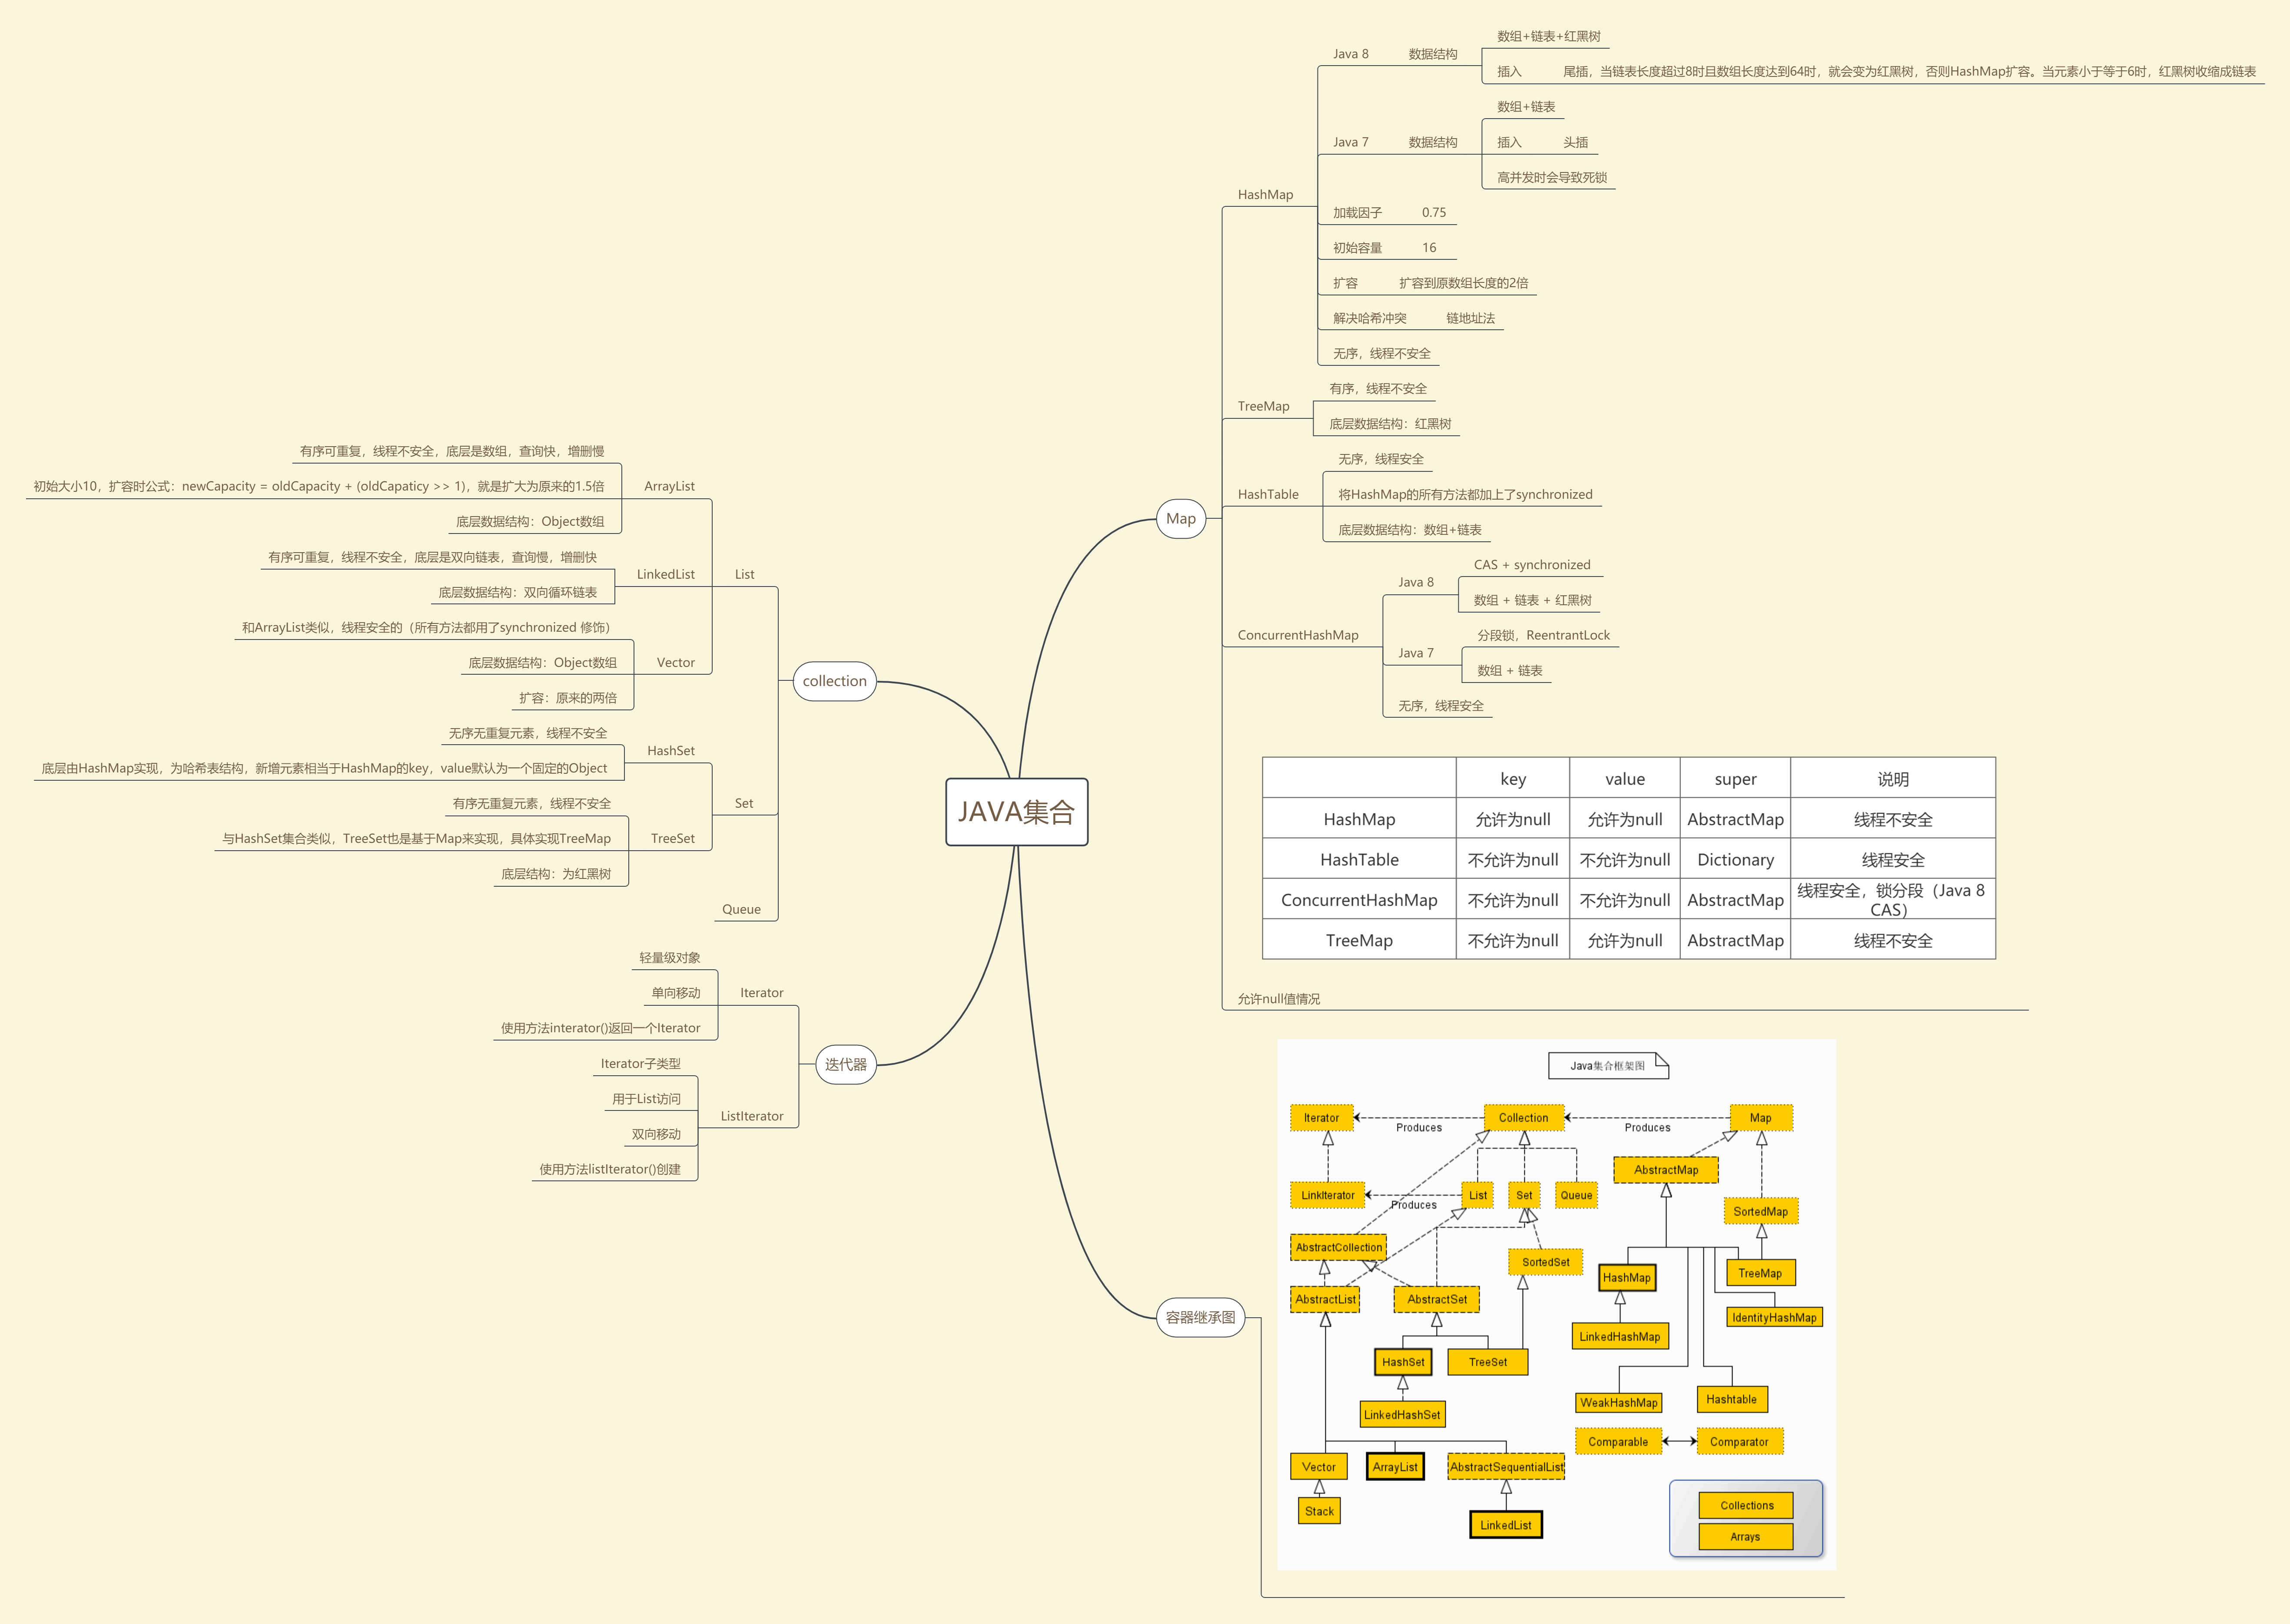 JAVA集合
Map
HashMap
Java 8
数据结构
数组+链表+红黑树
插入
尾插，当链表长度超过8时且数组长度达到64时，就会变为红黑树，否则HashMap扩容。当元素小于等于6时，红黑树收缩成链表
Java 7
数据结构
数组+链表
插入
头插
高并发时会导致死锁
加载因子
0.75
初始容量
16
扩容
扩容到原数组长度的2倍
解决哈希冲突
链地址法
无序，线程不安全
TreeMap
有序，线程不安全
底层数据结构：红黑树
HashTable
无序，线程安全
将HashMap的所有方法都加上了synchronized
底层数据结构：数组+链表
ConcurrentHashMap
Java 8
CAS + synchronized
数组 + 链表 + 红黑树
Java 7
分段锁，ReentrantLock
数组 + 链表
无序，线程安全
key value super 说明
HashMap 允许为null 允许为null AbstractMap 线程不安全
HashTable 不允许为null 不允许为null Dictionary 线程安全
ConcurrentHashMap 不允许为null 不允许为null AbstractMap 线程安全，锁分段（Java 8
CAS）
TreeMap 不允许为null 允许为null AbstractMap 线程不安全
允许null值情况
collection
List
ArrayList
有序可重复，线程不安全，底层是数组，查询快，增删慢
初始大小10，扩容时公式：newCapacity = oldCapacity + (oldCapaticy >> 1)，就是扩大为原来的1.5倍
底层数据结构：Object数组
LinkedList
有序可重复，线程不安全，底层是双向链表，查询慢，增删快
底层数据结构：双向循环链表
Vector
和ArrayList类似，线程安全的（所有方法都用了synchronized 修饰）
底层数据结构：Object数组
扩容：原来的两倍
Set
HashSet
无序无重复元素，线程不安全
底层由HashMap实现，为哈希表结构，新增元素相当于HashMap的key，value默认为一个固定的Object
TreeSet
有序无重复元素，线程不安全
与HashSet集合类似，TreeSet也是基于Map来实现，具体实现TreeMap
底层结构：为红黑树
Queue
迭代器
Iterator
轻量级对象
单向移动
使用方法interator()返回一个Iterator
ListIterator
Iterator子类型
用于List访问
双向移动
使用方法listIterator()创建
容器继承图
Java集合框架图
Iterator
Produces
Collection
Produces
Map
AbstractMap
LinkIterator
Produces
List
Set
Queue
SortedMap
AbstractCollection
SortedSet
HashMap
TreeMap
AbstractList
AbstractSet
IdentityHashMap
LinkedHashMap
HashSet
TreeSet
WeakHashMap
Hashtable
LinkedHashSet
Comparable
Comparator
Vector
ArrayList
AbstractSequentialList
Stack
LinkedList
Collections
Arrays